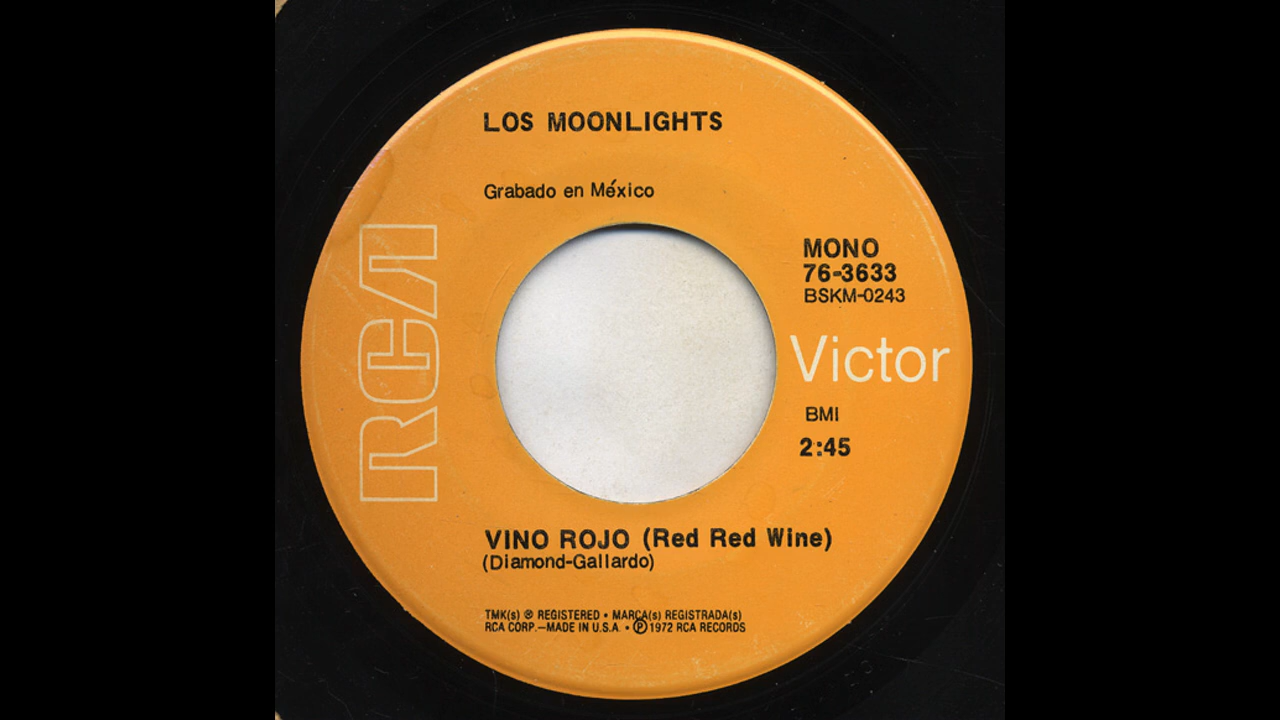 LOS MOONLIGHTS
Grabado en México
RCA
MONO
76-3633
BSKM-0243
Victor
BMI
2:45
VINO ROJO (Red Red Wine)
(Diamond-Gallardo)
TMK(s) ® REGISTERED • MARCA(s) REGISTRADA(s)
RCA CORP.—MADE IN U.S.A. • ℗ 1972 RCA RECORDS